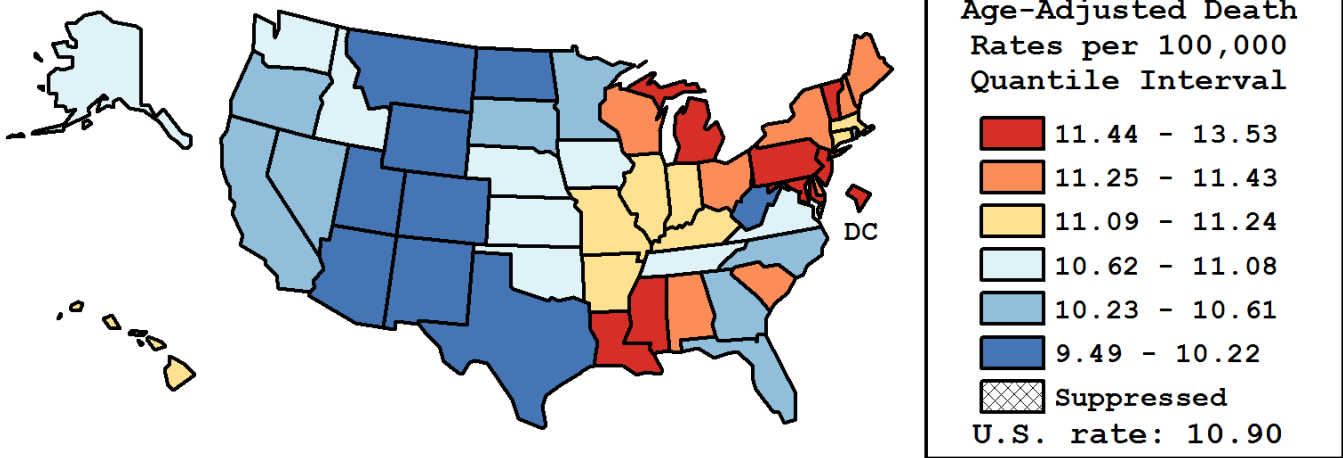 Age-Adjusted Death
Rates per 100,000
Quantile Interval
11.44 - 13.53
11.25 - 11.43
11.09 - 11.24
10.62 - 11.08
10.23 - 10.61
9.49 - 10.22
Suppressed
U.S. rate: 10.90
DC